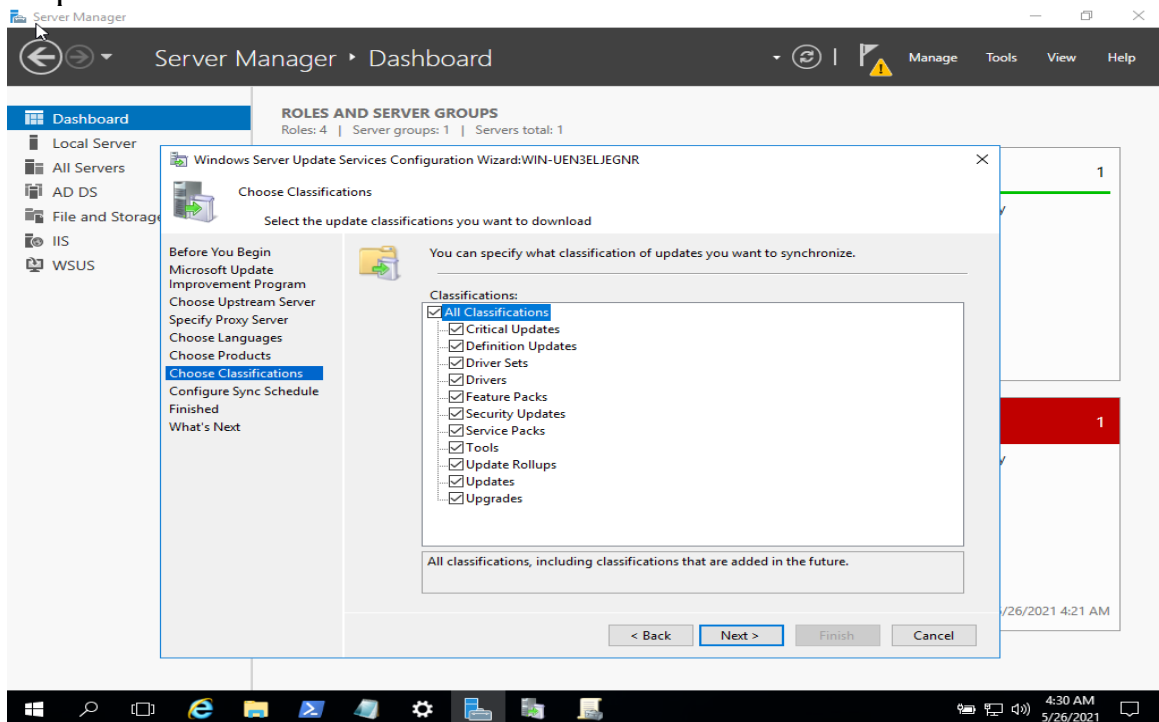 Server Manager
Server Manager ‣ Dashboard
Manage Tools View Help
Dashboard
Local Server
All Servers
AD DS
File and Storage
IIS
WSUS
ROLES AND SERVER GROUPS
Roles: 4 | Server groups: 1 | Servers total: 1
1
1
Windows Server Update Services Configuration Wizard:WIN-UEN3ELJEGNR
Choose Classifications
Select the update classifications you want to download
Before You Begin
Microsoft Update
Improvement Program
Choose Upstream Server
Specify Proxy Server
Choose Languages
Choose Products
Choose Classifications
Configure Sync Schedule
Finished
What's Next
You can specify what classification of updates you want to synchronize.
Classifications:
All Classifications
Critical Updates
Definition Updates
Driver Sets
Drivers
Feature Packs
Security Updates
Service Packs
Tools
Update Rollups
Updates
Upgrades
All classifications, including classifications that are added in the future.
< Back Next > Finish Cancel
/26/2021 4:21 AM
4:30 AM
5/26/2021